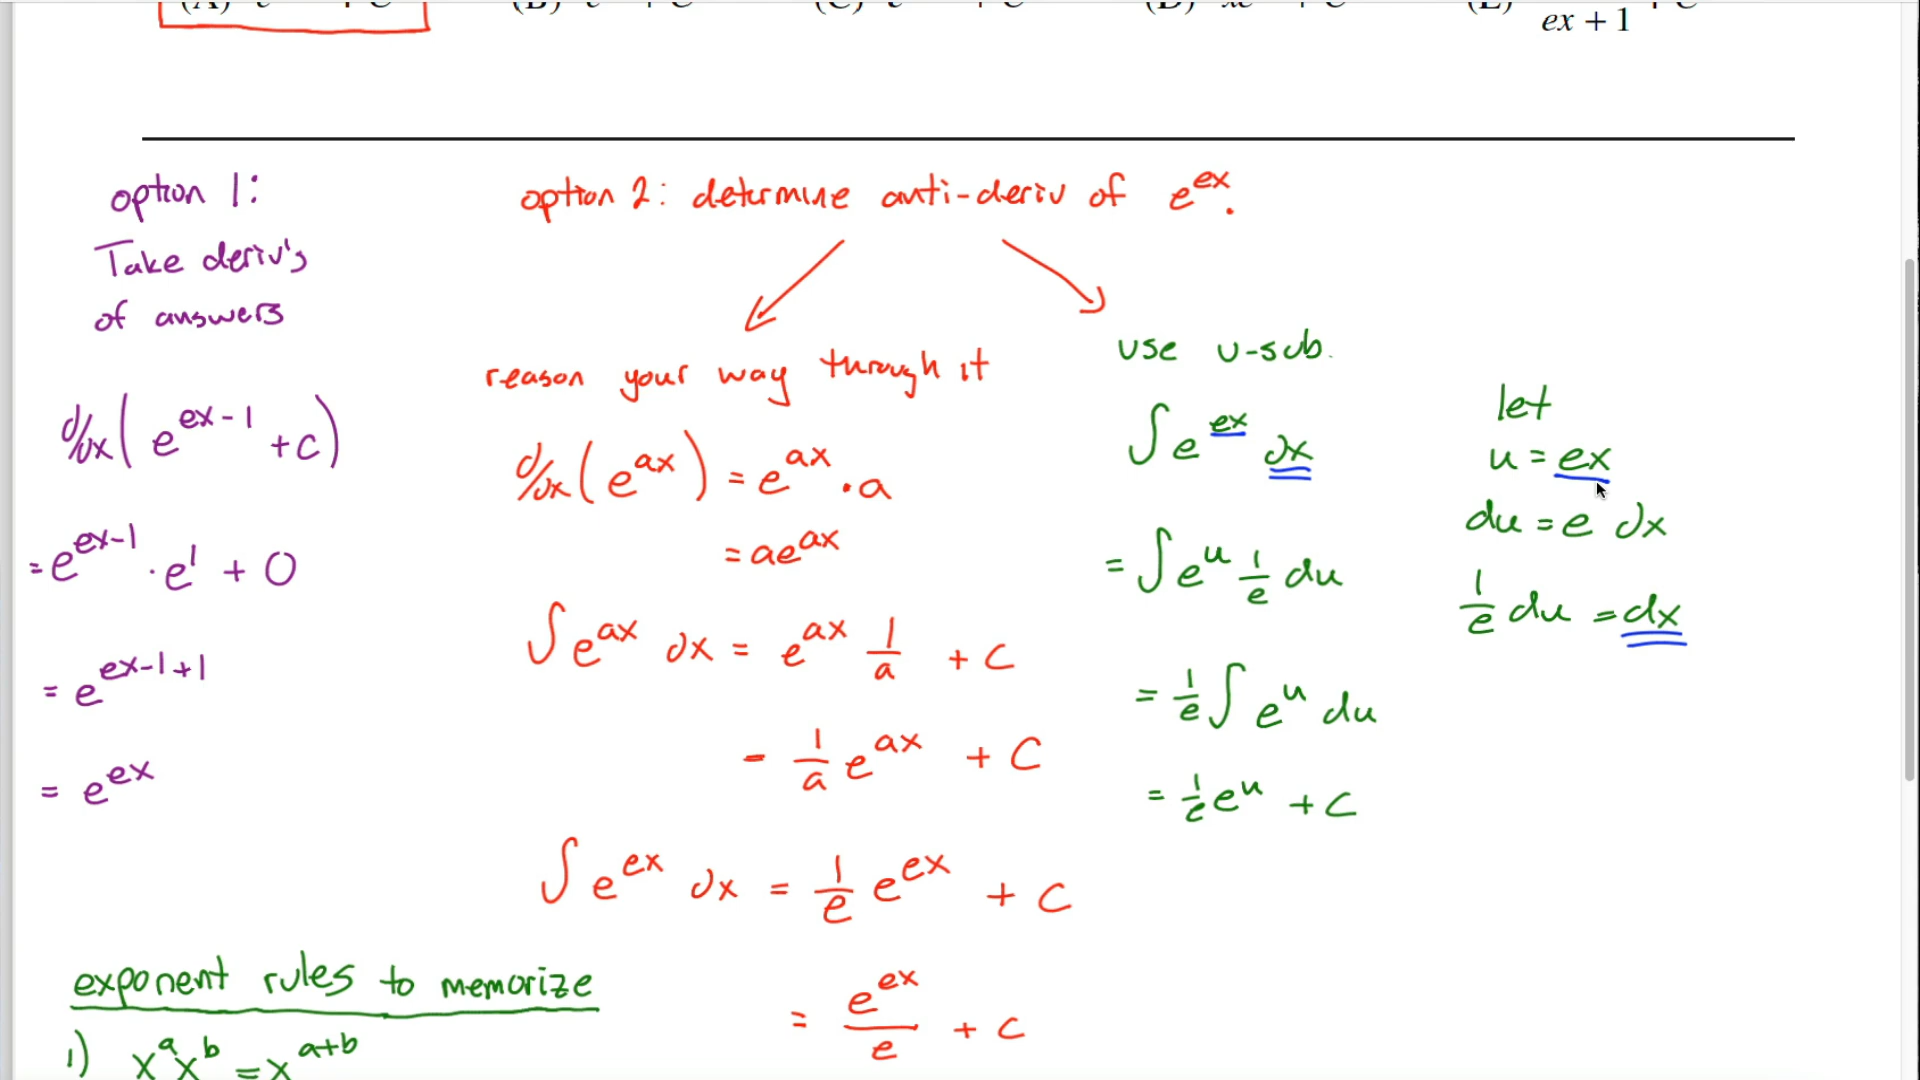 ex + 1
option 1:
Take deriv's
of answers
d/dx(e^{ex-1} + c)
= e^{ex-1} · e^1 + 0
= e^{ex-1+1}
= e^{ex}
option 2: determine anti-deriv of e^{ex}.
reason your way through it
d/dx(e^{ax}) = e^{ax} · a
= ae^{ax}
∫e^{ax} dx = e^{ax} 1/a + C
= 1/a e^{ax} + C
∫e^{ex} dx = 1/e e^{ex} + C
= e^{ex}/e + C
use u-sub.
∫e^{ex} dx
= ∫e^u 1/e du
= 1/e ∫e^u du
= 1/e e^u + C
let
u = ex
du = e dx
1/e du = dx
exponent rules to memorize
1) x^a x^b = x^{a+b}